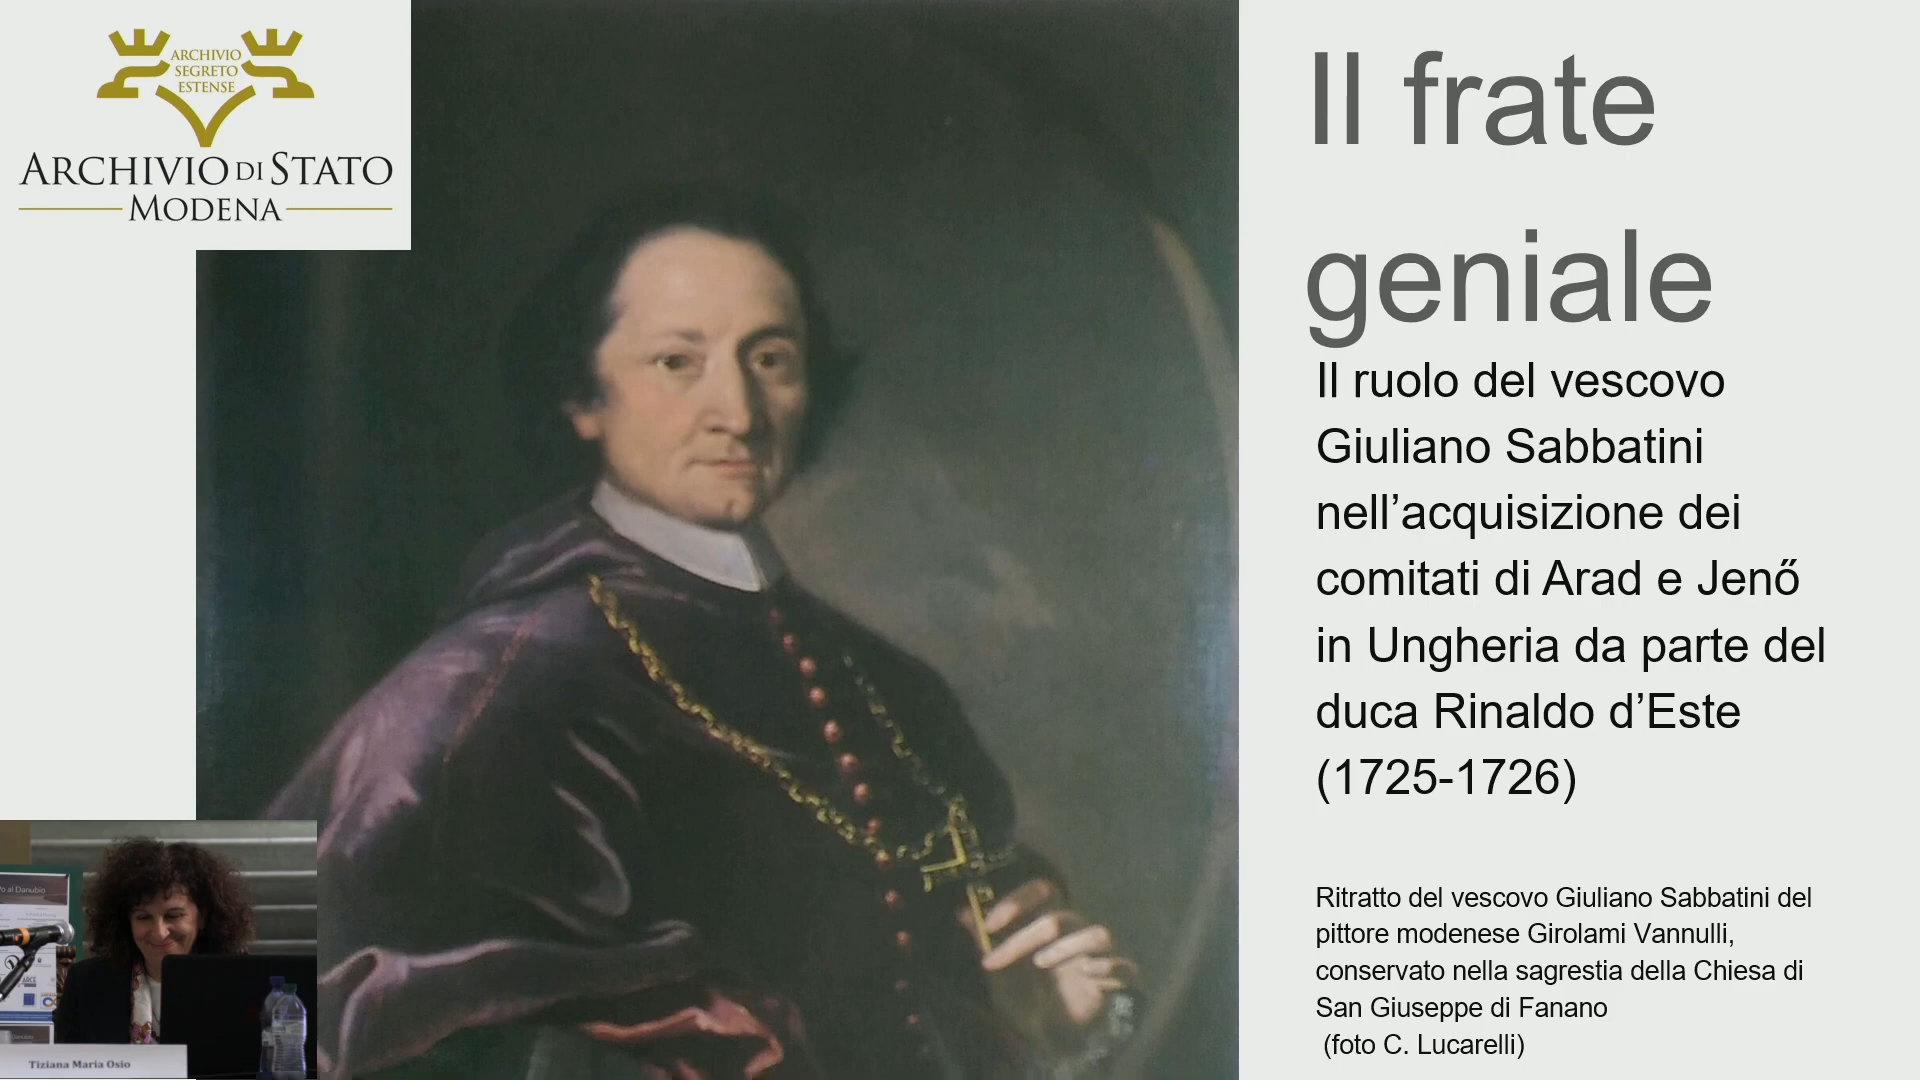 ARCHIVIO
SEGRETO
ESTENSE
ARCHIVIO DI STATO
MODENA
Il frate
geniale
Il ruolo del vescovo
Giuliano Sabbatini
nell’acquisizione dei
comitati di Arad e Jenő
in Ungheria da parte del
duca Rinaldo d’Este
(1725-1726)
Ritratto del vescovo Giuliano Sabbatini del
pittore modenese Girolami Vannulli,
conservato nella sagrestia della Chiesa di
San Giuseppe di Fanano
(foto C. Lucarelli)
al Danubio
Tiziana Maria Osio